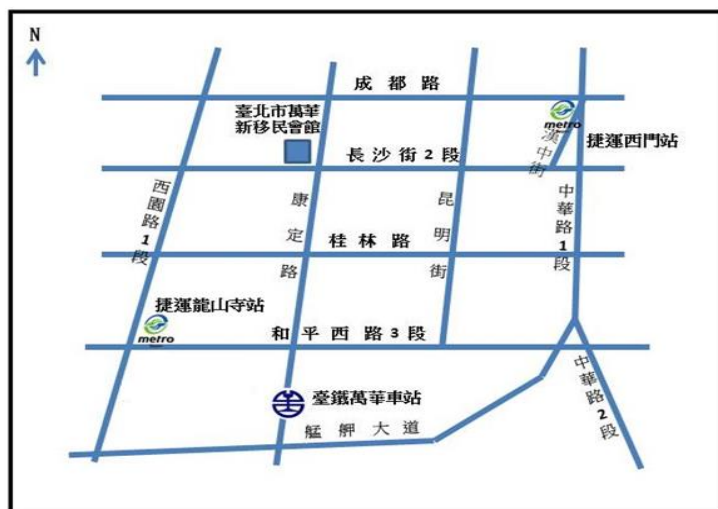 N
成都路
臺北市萬華
新移民會館
metro
漢中街
捷運西門站
長沙街2段
西園路1段
康定路
昆明街
中華路1段
桂林路
捷運龍山寺站
metro
和平西路3段
臺鐵萬華車站
中華路2段
艋舺大道